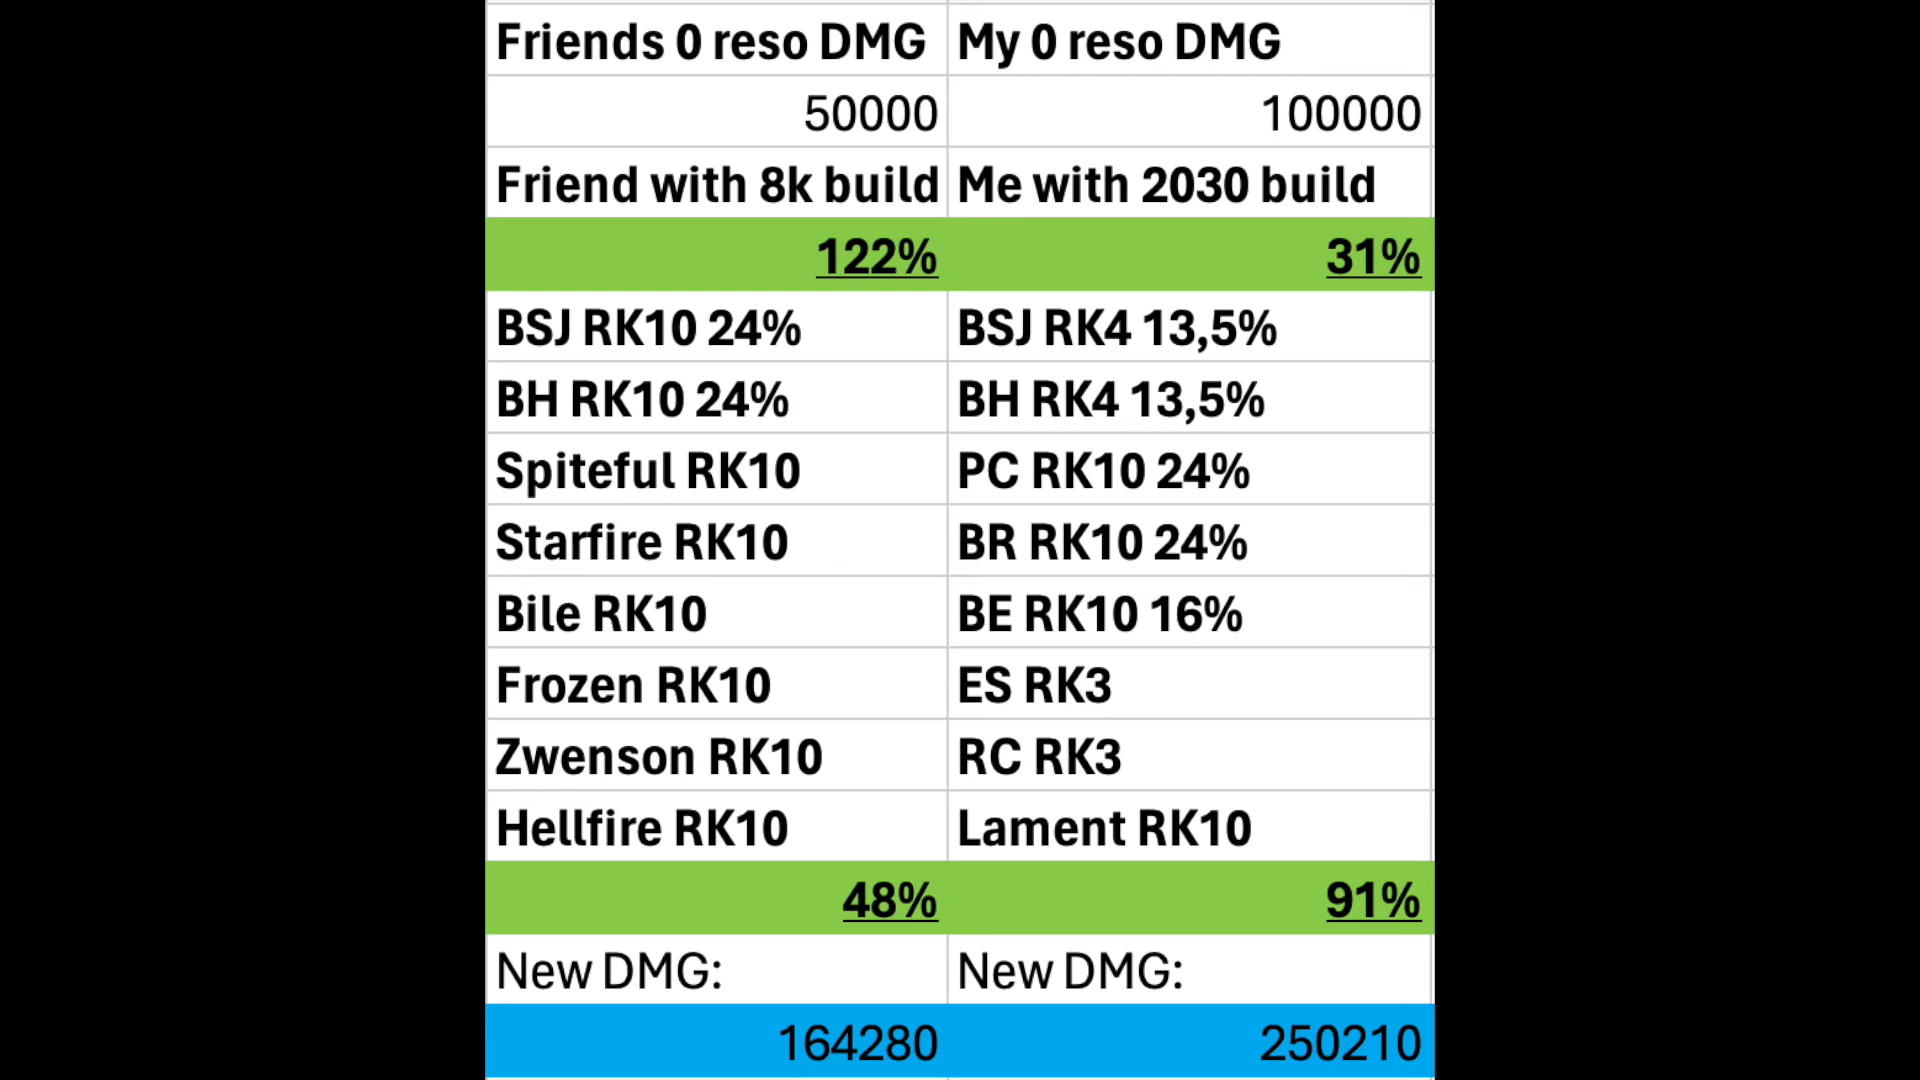 Friends 0 reso DMG My 0 reso DMG
50000 100000
Friend with 8k build Me with 2030 build
122% 31%
BSJ RK10 24% BSJ RK4 13,5%
BH RK10 24% BH RK4 13,5%
Spiteful RK10 PC RK10 24%
Starfire RK10 BR RK10 24%
Bile RK10 BE RK10 16%
Frozen RK10 ES RK3
Zwenson RK10 RC RK3
Hellfire RK10 Lament RK10
48% 91%
New DMG: New DMG:
164280 250210